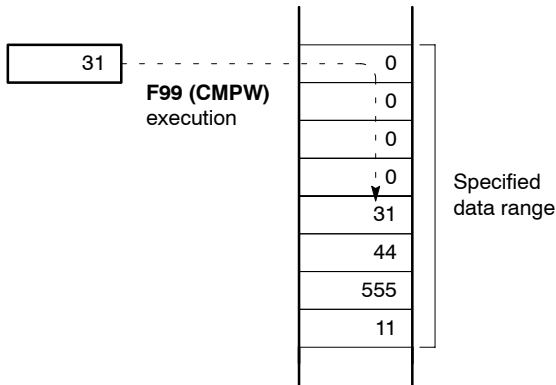 31
F99 (CMPW)
execution
0
0
0
0
31
44
555
11
Specified
data range